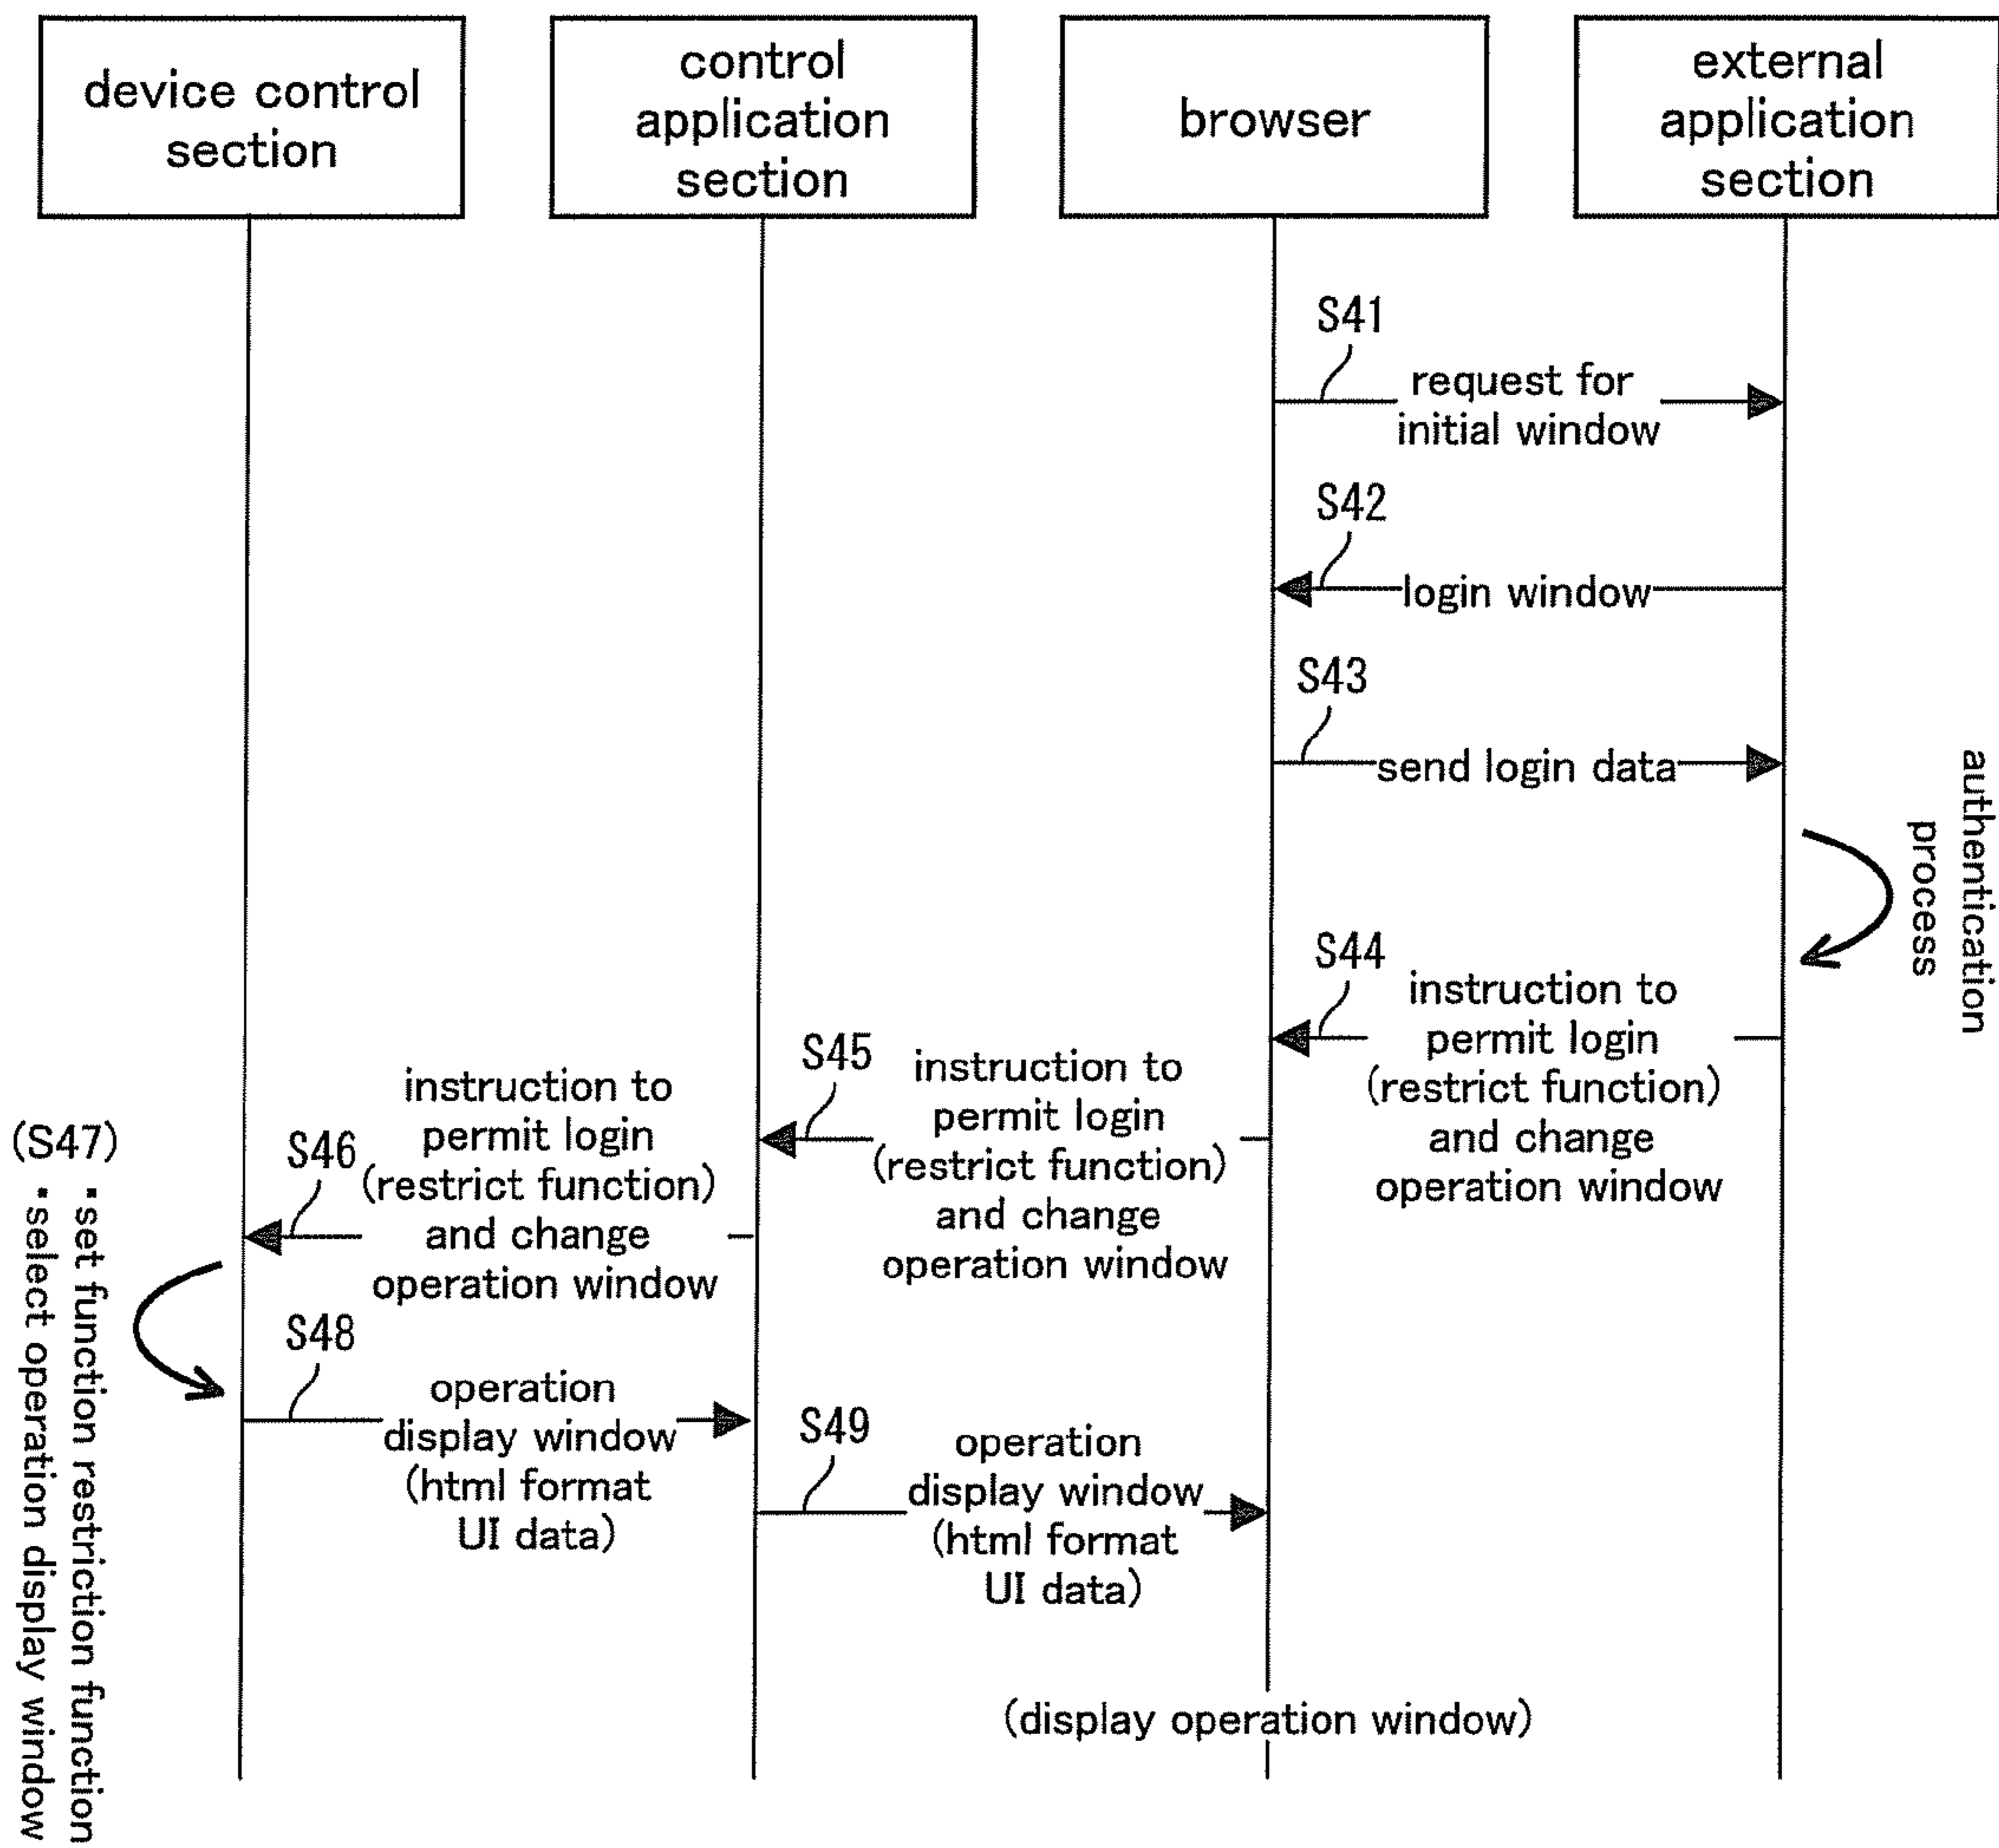 device control
section
control
application
section
browser
external
application
section
S41
request for
initial window
S42
login window
S43
send login data
authentication
process
S44
instruction to
permit login
(restrict function)
and change
operation window
S45
instruction to
permit login
(restrict function)
and change
operation window
S46
instruction to
permit login
(restrict function)
and change
operation window
(S47)
・set function restriction function
・select operation display window
S48
operation
display window
(html format
UI data)
S49
operation
display window
(html format
UI data)
(display operation window)